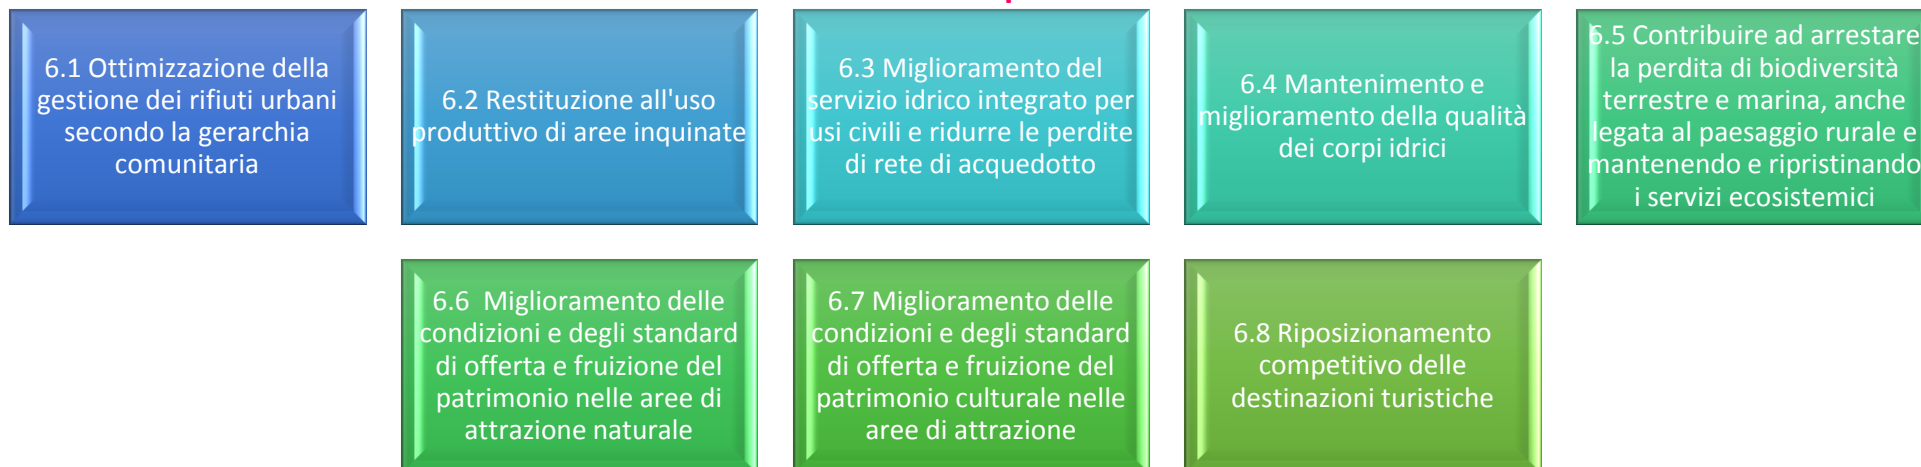 6.1 Ottimizzazione della
gestione dei rifiuti urbani
secondo la gerarchia
comunitaria
6.2 Restituzione all'uso
produttivo di aree inquinate
6.3 Miglioramento del
servizio idrico integrato per
usi civili e ridurre le perdite
di rete di acquedotto
6.4 Mantenimento e
miglioramento della qualità
dei corpi idrici
6.5 Contribuire ad arrestare
la perdita di biodiversità
terrestre e marina, anche
legata al paesaggio rurale e
mantenendo e ripristinando
i servizi ecosistemici
6.6 Miglioramento delle
condizioni e degli standard
di offerta e fruizione del
patrimonio nelle aree di
attrazione naturale
6.7 Miglioramento delle
condizioni e degli standard
di offerta e fruizione del
patrimonio culturale nelle
aree di attrazione
6.8 Riposizionamento
competitivo delle
destinazioni turistiche